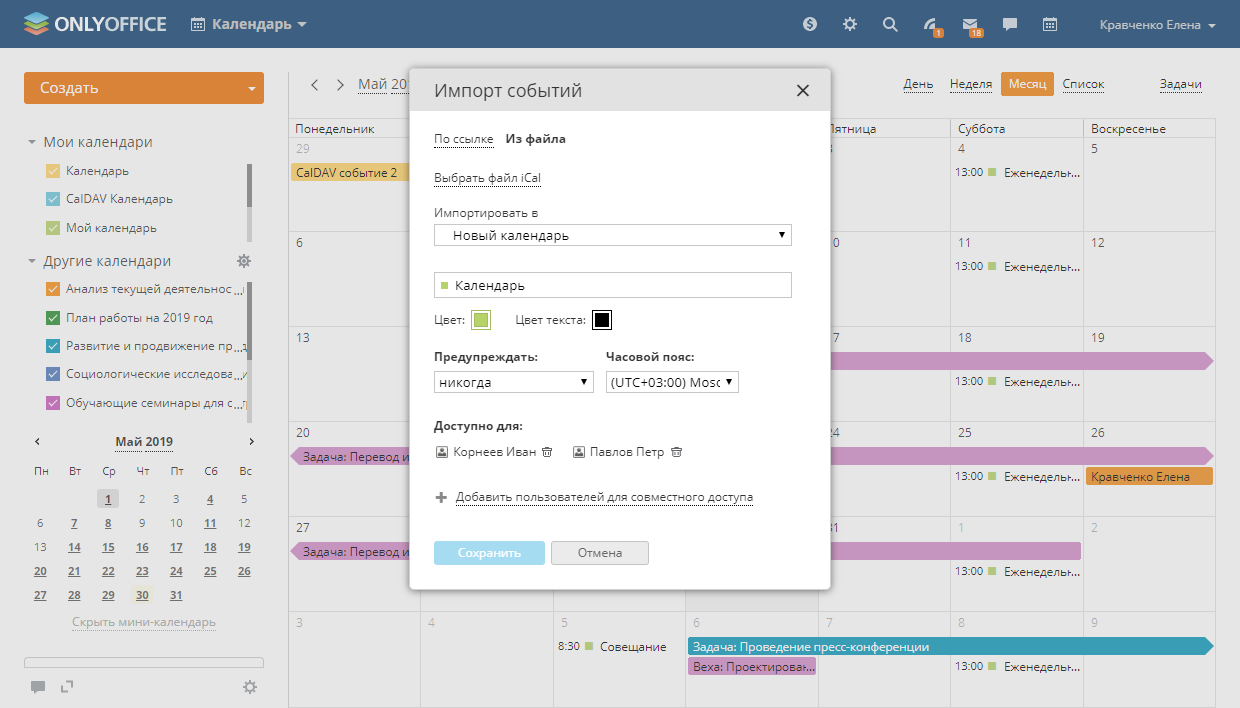 ONLYOFFICE Календарь 1 18 Кравченко Елена
Создать
Май 20
День Неделя Месяц Список Задачи
Импорт событий
По ссылке Из файла
Выбрать файл iCal
Импортировать в
Новый календарь
Календарь
Цвет: Цвет текста:
Предупреждать: Часовой пояс:
никогда (UTC+03:00) Mosc
Доступно для:
Корнеев Иван Павлов Петр
Добавить пользователей для совместного доступа
Сохранить Отмена
Мои календари
Календарь
CalDAV Календарь
Мой календарь
Другие календари
Анализ текущей деятельнос...
План работы на 2019 год
Развитие и продвижение пр...
Социологические исследова...
Обучающие семинары для с...
Май 2019
Пн Вт Ср Чт Пт Сб Вс
1 2 3 4 5
6 7 8 9 10 11 12
13 14 15 16 17 18 19
20 21 22 23 24 25 26
27 28 29 30 31
Скрыть мини-календарь
Понедельник Пятница Суббота Воскресенье
29 3 4 5
CalDAV событие 2 13:00 Еженедельн...
6 10 11 12
13:00 Еженедельн...
13 17 18 19
13:00 Еженедельн...
20 24 25 26
Задача: Перевод и
13:00 Еженедельн... Кравченко Елена
27 31 1 2
Задача: Перевод и
13:00 Еженедельн...
3 4 5 6 7 8 9
8:30 Совещание Задача: Проведение пресс-конференции
Веха: Проектирован... 13:00 Еженедельн...